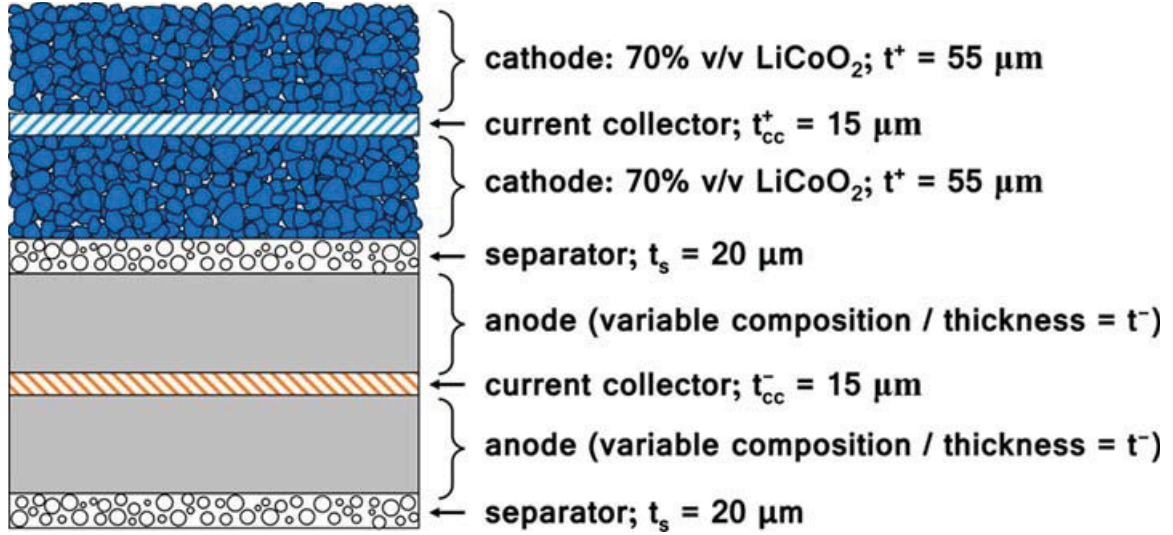 cathode: 70% v/v LiCoO₂; t⁺ = 55 μm
current collector; t⁺cc = 15 μm
cathode: 70% v/v LiCoO₂; t⁺ = 55 μm
separator; tₛ = 20 μm
anode (variable composition / thickness = t⁻)
current collector; t⁻cc = 15 μm
anode (variable composition / thickness = t⁻)
separator; tₛ = 20 μm